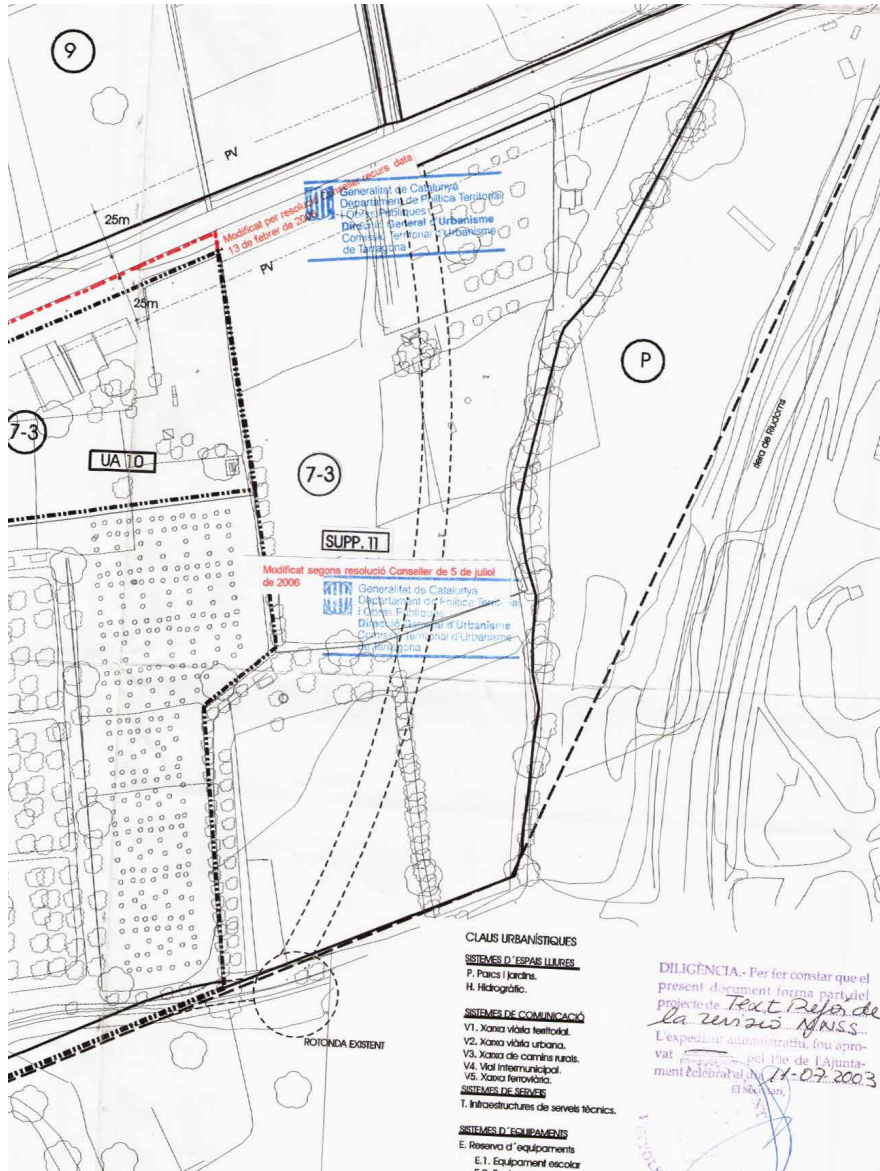 9
PV
25m
Modificat per resolució Conseller recurs data
13 de febrer de 2006
Generalitat de Catalunya
Departament de Política Territorial
i Obres Públiques
Direcció General d'Urbanisme
Comissió Territorial d'Urbanisme
de Tarragona
PV
25m
P
7-3
UA 10
7-3
riera de Riudoms
SUPP. 11
Modificat segons resolució Conseller de 5 de juliol
de 2006
Generalitat de Catalunya
Departament de Política Territorial
i Obres Públiques
Direcció General d'Urbanisme
Comissió Territorial d'Urbanisme
de Tarragona
ROTONDA EXISTENT
CLAUS URBANÍSTIQUES
SISTEMES D´ESPAIS LLIURES
P. Parcs i jardins.
H. Hidrogràfic.
SISTEMES DE COMUNICACIÓ
V1. Xarxa viària territorial.
V2. Xarxa viària urbana.
V3. Xarxa de camins rurals.
V4. Vial intermunicipal.
V5. Xarxa ferroviària.
SISTEMES DE SERVEIS
T. Infraestructures de serveis tècnics.
SISTEMES D´EQUIPAMENTS
E. Reserva d´equipaments
E.1. Equipament escolar
DILIGÈNCIA.- Per fer constar que el
present document forma part del
projecte de Text Refós de
la revisió NNSS
L'expedient administratiu, fou apro-
vat pel Ple de l'Ajunta-
ment celebrat el dia 11-07-2003
El Secretari,